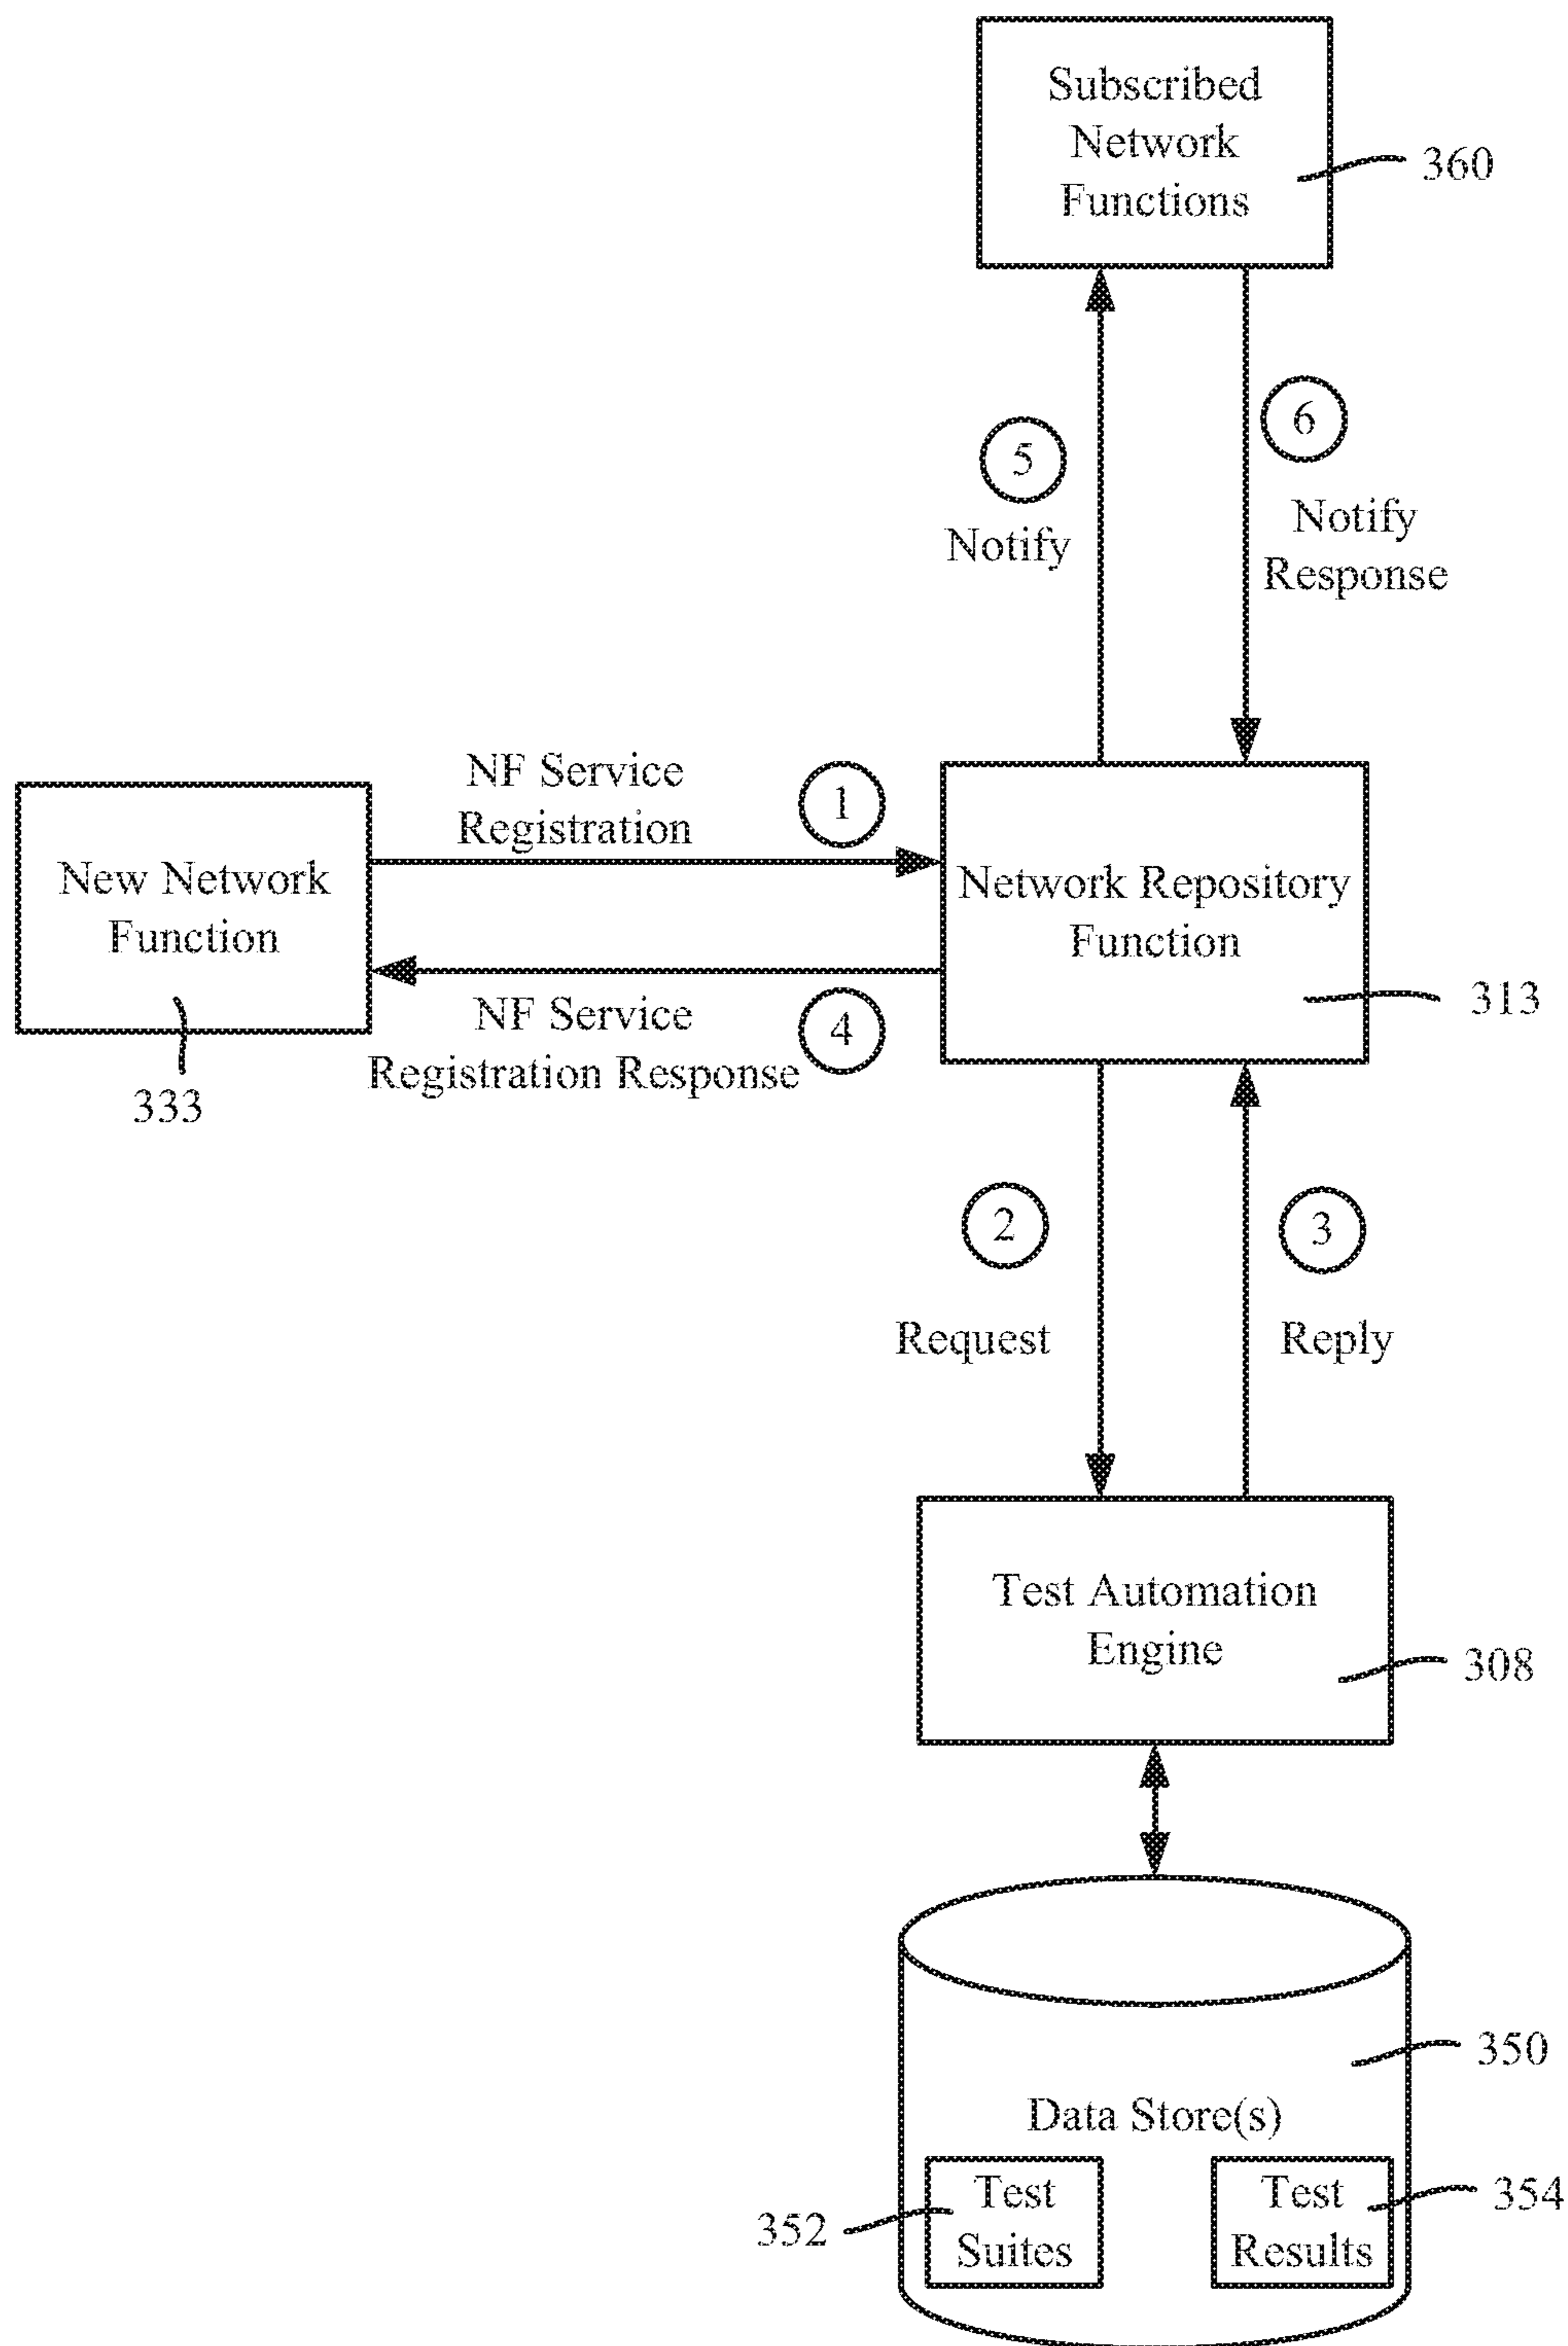 Subscribed
Network
Functions
360
5
Notify
6
Notify
Response
NF Service
Registration
1
New Network
Function
333
Network Repository
Function
313
NF Service
Registration Response
4
2
Request
3
Reply
Test Automation
Engine
308
350
Data Store(s)
352
Test
Suites
Test
Results
354